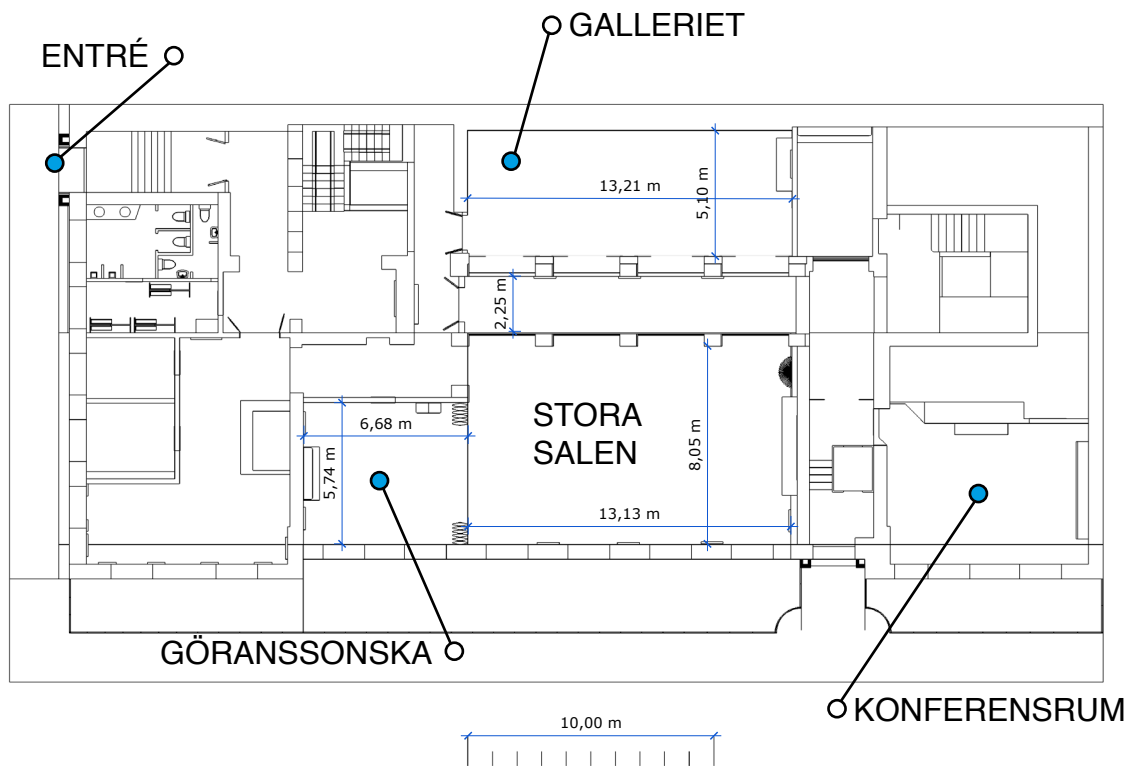 GALLERIET
ENTRÉ
13,21 m
5,10 m
2,25 m
STORA
SALEN
6,68 m
5,74 m
8,05 m
13,13 m
GÖRANSSONSKA
KONFERENSRUM
10,00 m